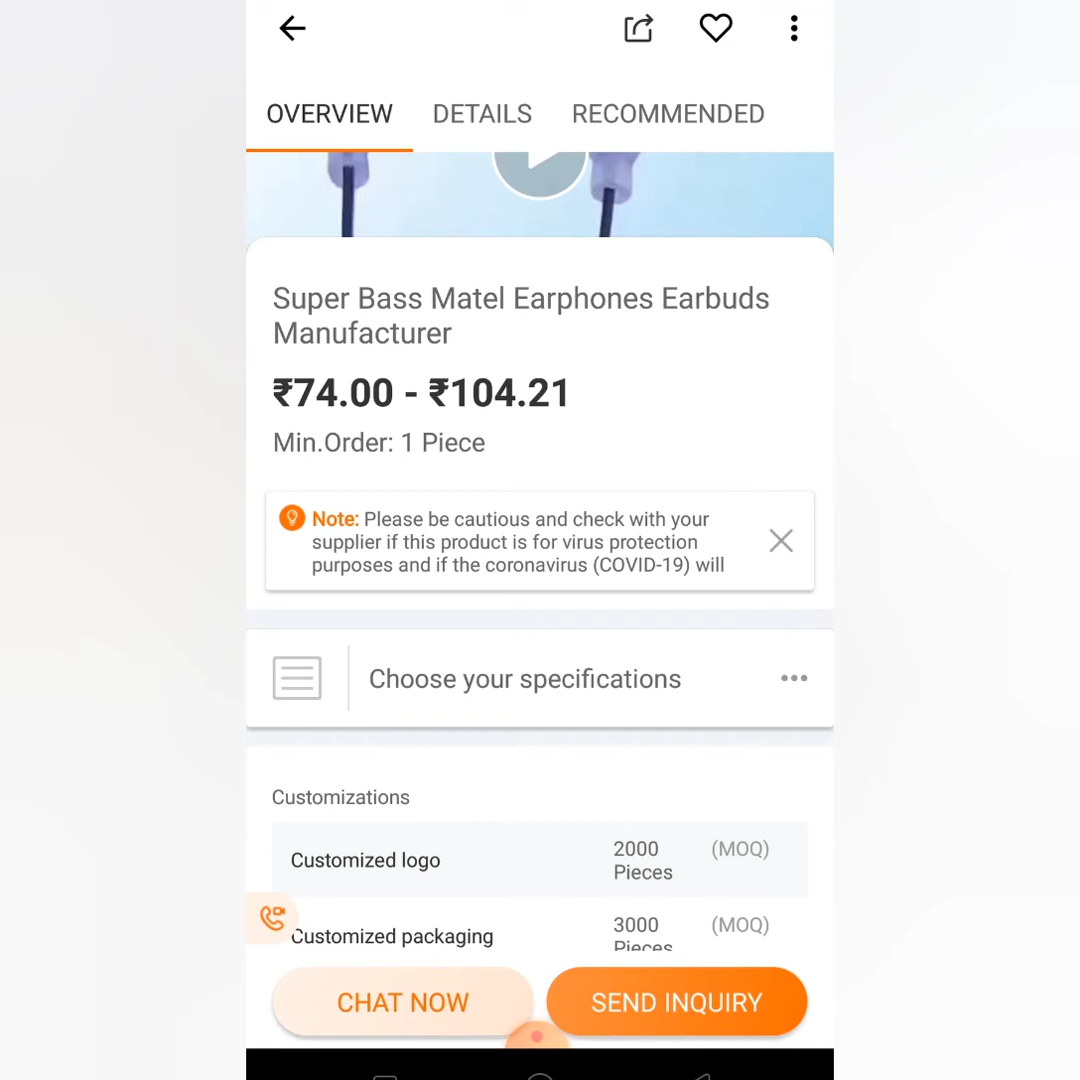 OVERVIEW DETAILS RECOMMENDED
Super Bass Matel Earphones Earbuds
Manufacturer
₹74.00 - ₹104.21
Min.Order: 1 Piece
Note: Please be cautious and check with your
supplier if this product is for virus protection
purposes and if the coronavirus (COVID-19) will
Choose your specifications
Customizations
Customized logo 2000 (MOQ)
Pieces
Customized packaging 3000 (MOQ)
Pieces
CHAT NOW SEND INQUIRY